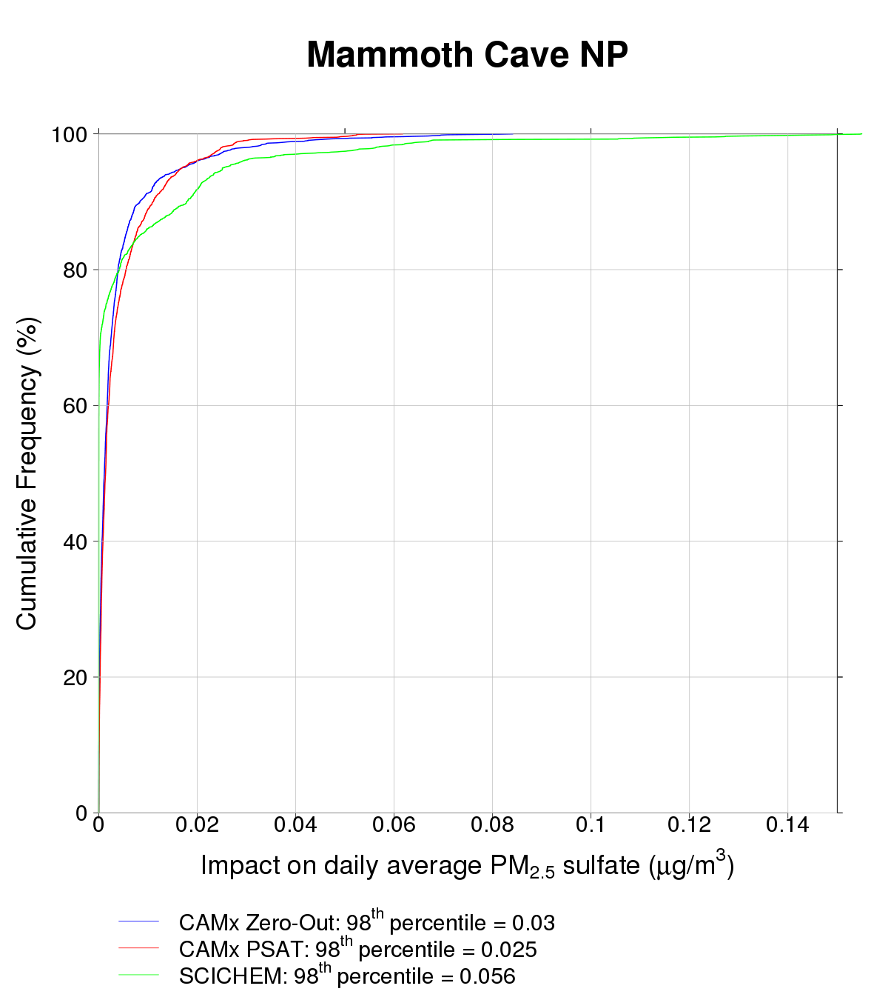 Mammoth Cave NP
100
80
60
40
20
0
Cumulative Frequency (%)
0 0.02 0.04 0.06 0.08 0.1 0.12 0.14
Impact on daily average PM2.5 sulfate (μg/m3)
CAMx Zero-Out: 98th percentile = 0.03
CAMx PSAT: 98th percentile = 0.025
SCICHEM: 98th percentile = 0.056